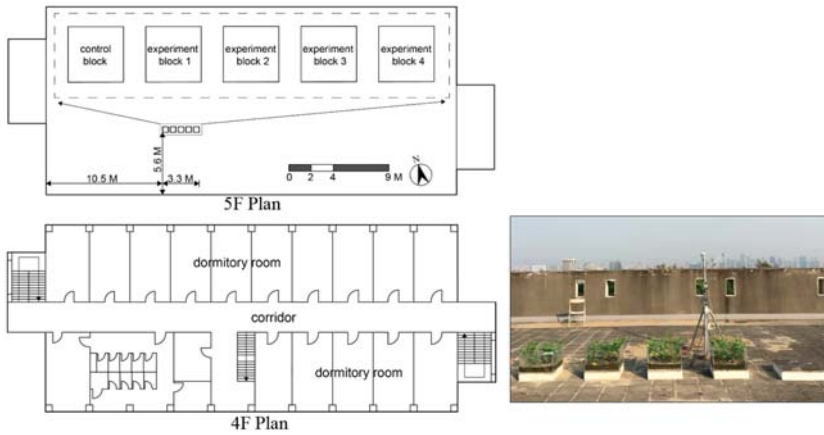 control
block
experiment
block 1
experiment
block 2
experiment
block 3
experiment
block 4
5.6 M
10.5 M
3.3 M
0 2 4 9 M
N
5F Plan
dormitory room
corridor
dormitory room
4F Plan